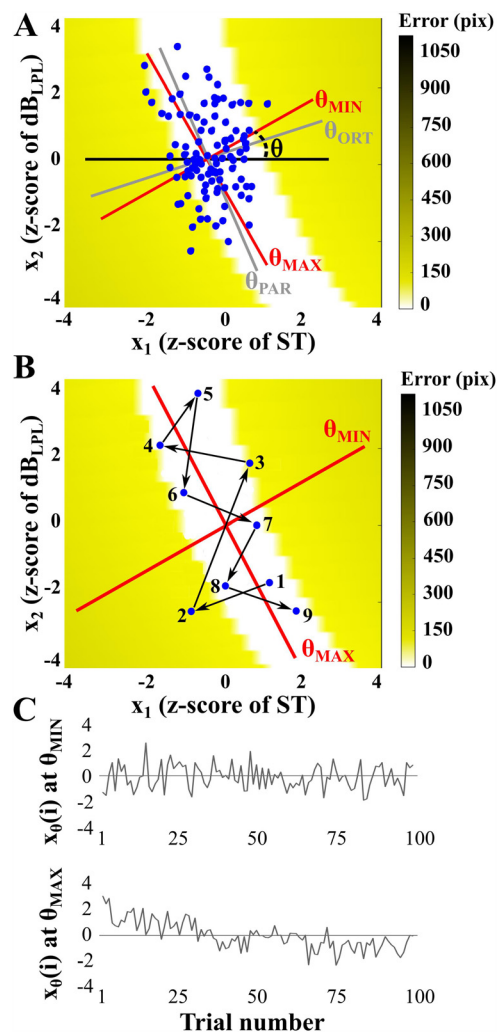 A
Error (pix)
4
2
0
-2
-4
x2 (z-score of dBLPL)
θMIN
θORT
θ
θMAX
θPAR
1050
900
750
600
450
300
150
0
-4 -2 0 2 4
x1 (z-score of ST)
B
Error (pix)
4
2
0
-2
-4
x2 (z-score of dBLPL)
5
θMIN
4
3
6
7
8
1
2
9
θMAX
1050
900
750
600
450
300
150
0
-4 -2 0 2 4
x1 (z-score of ST)
C
xθ(i) at θMIN
4
2
0
-2
-4
1 25 50 75 100
xθ(i) at θMAX
4
2
0
-2
-4
1 25 50 75 100
Trial number